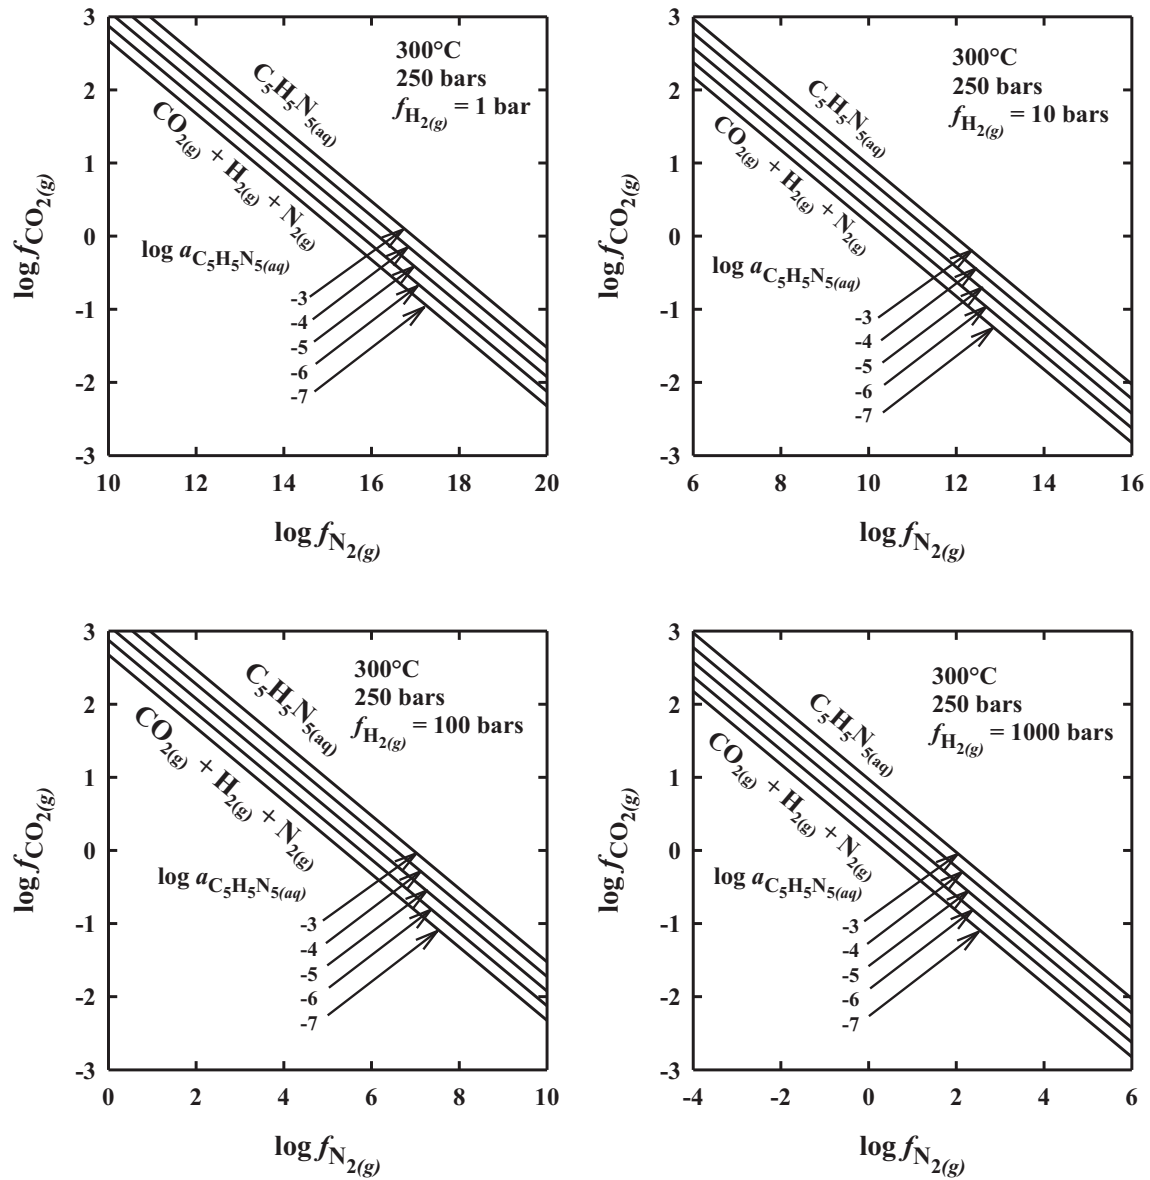 3
2
1
0
-1
-2
-3
log fCO2(g)
300°C
250 bars
fH2(g) = 1 bar
C5H5N5(aq)
CO2(g) + H2(g) + N2(g)
log aC5H5N5(aq)
-3
-4
-5
-6
-7
10 12 14 16 18 20
log fN2(g)
3
2
1
0
-1
-2
-3
log fCO2(g)
300°C
250 bars
fH2(g) = 10 bars
C5H5N5(aq)
CO2(g) + H2(g) + N2(g)
log aC5H5N5(aq)
-3
-4
-5
-6
-7
6 8 10 12 14 16
log fN2(g)
3
2
1
0
-1
-2
-3
log fCO2(g)
300°C
250 bars
fH2(g) = 100 bars
C5H5N5(aq)
CO2(g) + H2(g) + N2(g)
log aC5H5N5(aq)
-3
-4
-5
-6
-7
0 2 4 6 8 10
log fN2(g)
3
2
1
0
-1
-2
-3
log fCO2(g)
300°C
250 bars
fH2(g) = 1000 bars
C5H5N5(aq)
CO2(g) + H2(g) + N2(g)
log aC5H5N5(aq)
-3
-4
-5
-6
-7
-4 -2 0 2 4 6
log fN2(g)